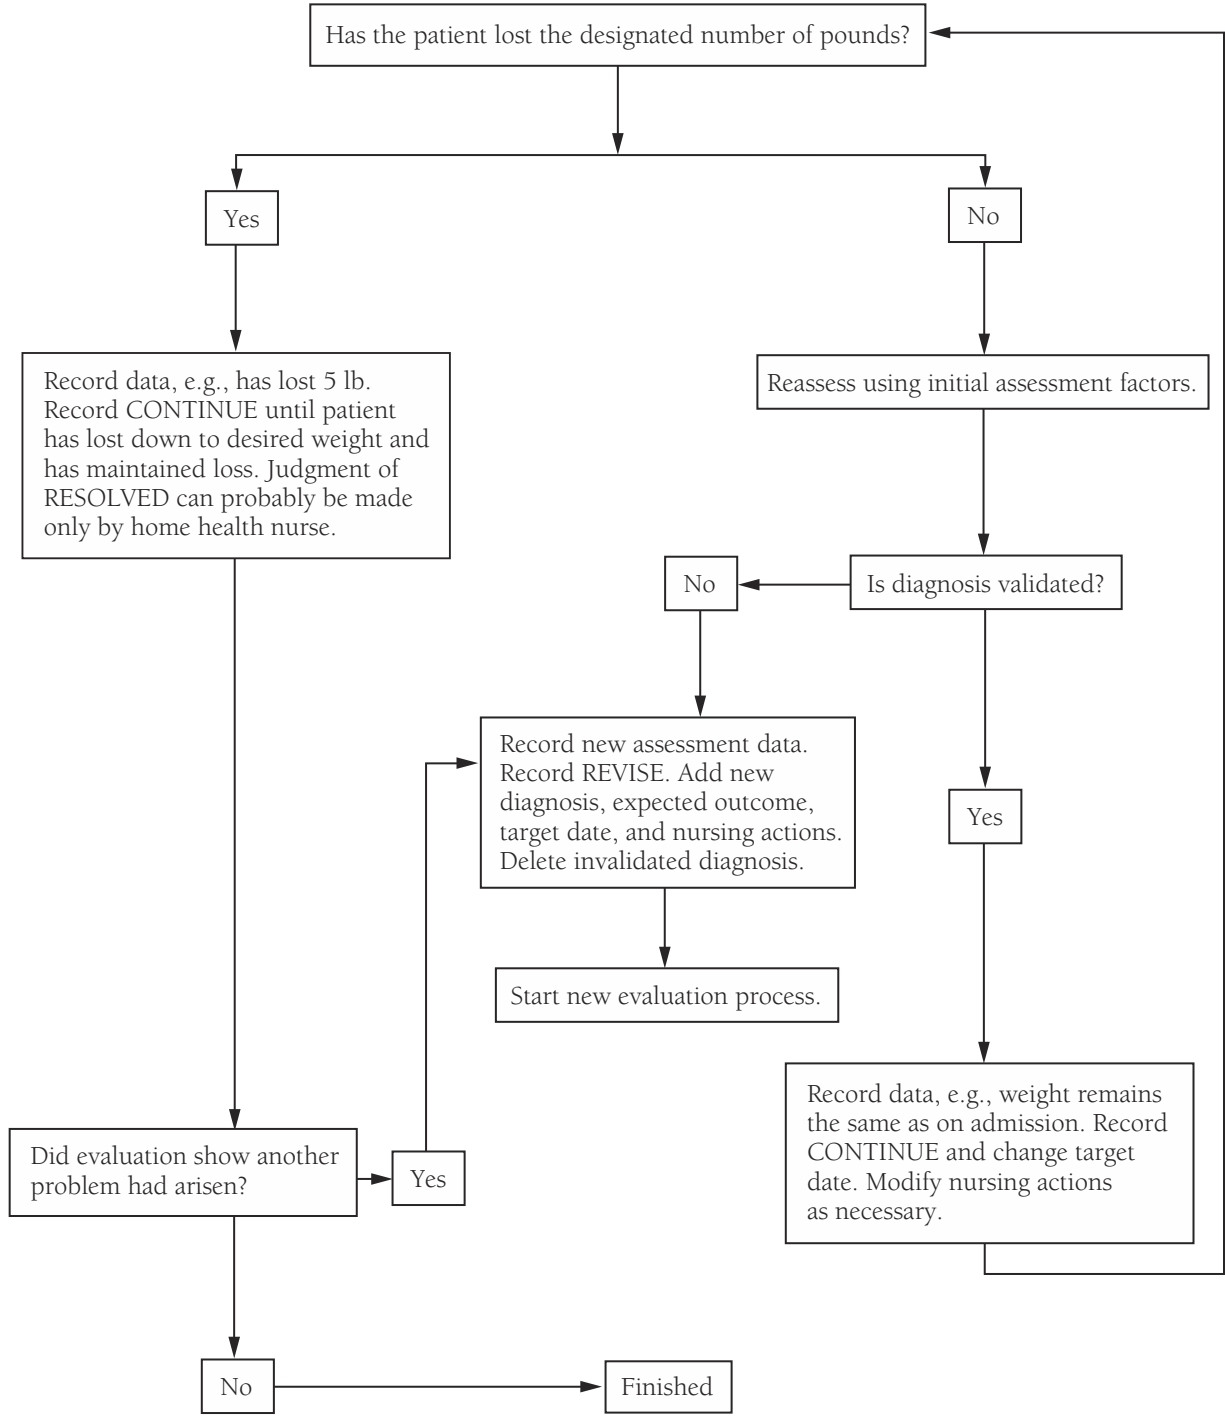 Has the patient lost the designated number of pounds?
Yes
No
Record data, e.g., has lost 5 lb.
Record CONTINUE until patient
has lost down to desired weight and
has maintained loss. Judgment of
RESOLVED can probably be made
only by home health nurse.
Reassess using initial assessment factors.
No
Is diagnosis validated?
Record new assessment data.
Record REVISE. Add new
diagnosis, expected outcome,
target date, and nursing actions.
Delete invalidated diagnosis.
Yes
Start new evaluation process.
Record data, e.g., weight remains
the same as on admission. Record
CONTINUE and change target
date. Modify nursing actions
as necessary.
Did evaluation show another
problem had arisen?
Yes
No
Finished